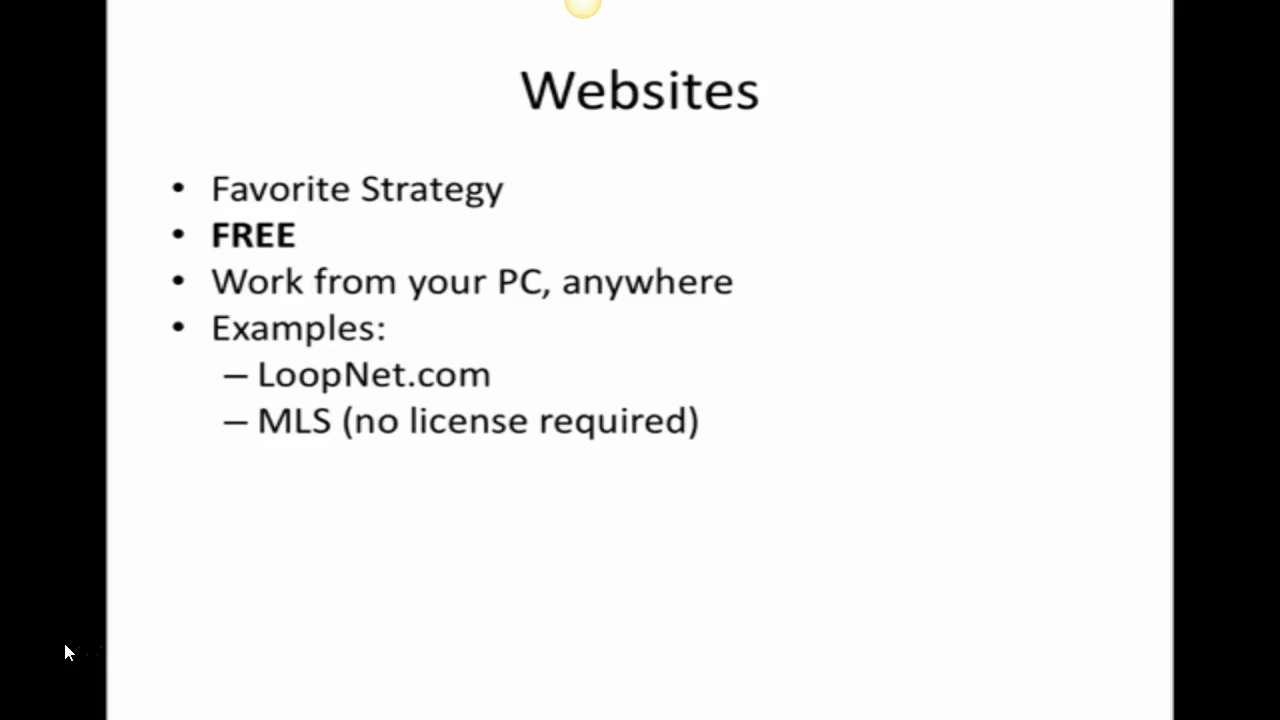 Websites
• Favorite Strategy
• FREE
• Work from your PC, anywhere
• Examples:
– LoopNet.com
– MLS (no license required)